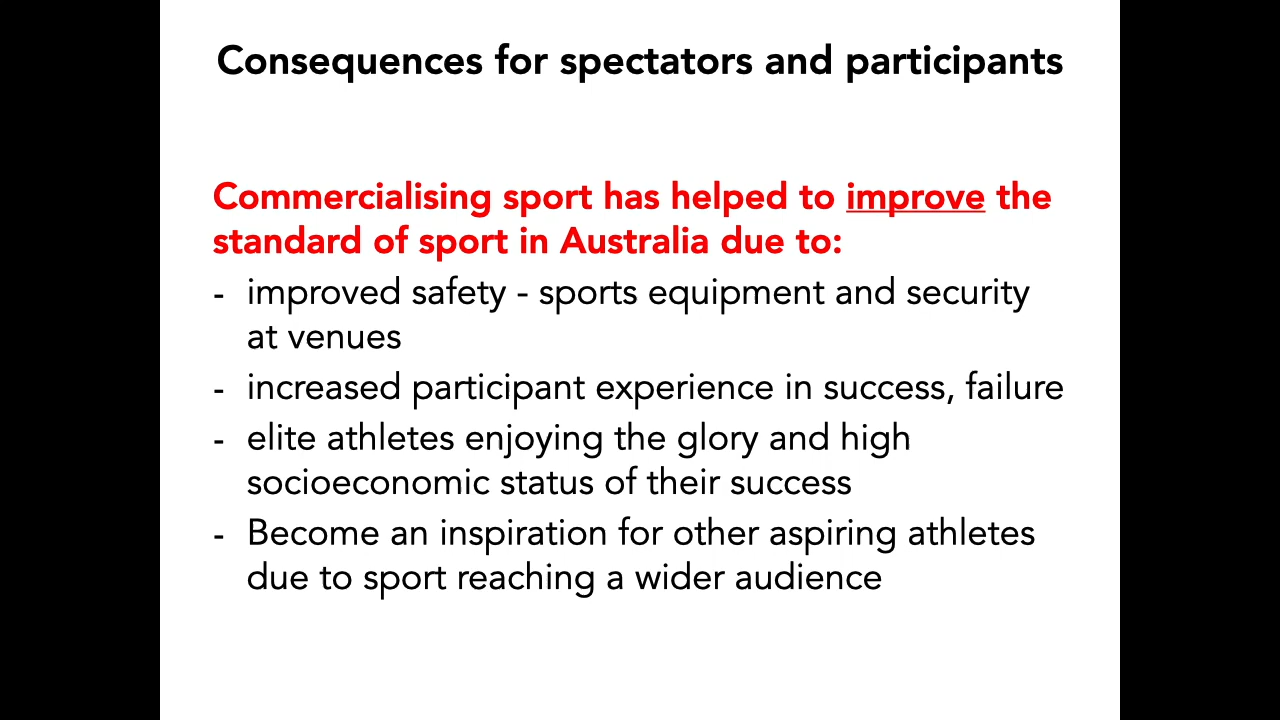 Consequences for spectators and participants
Commercialising sport has helped to improve the
standard of sport in Australia due to:
- improved safety - sports equipment and security
at venues
- increased participant experience in success, failure
- elite athletes enjoying the glory and high
socioeconomic status of their success
- Become an inspiration for other aspiring athletes
due to sport reaching a wider audience